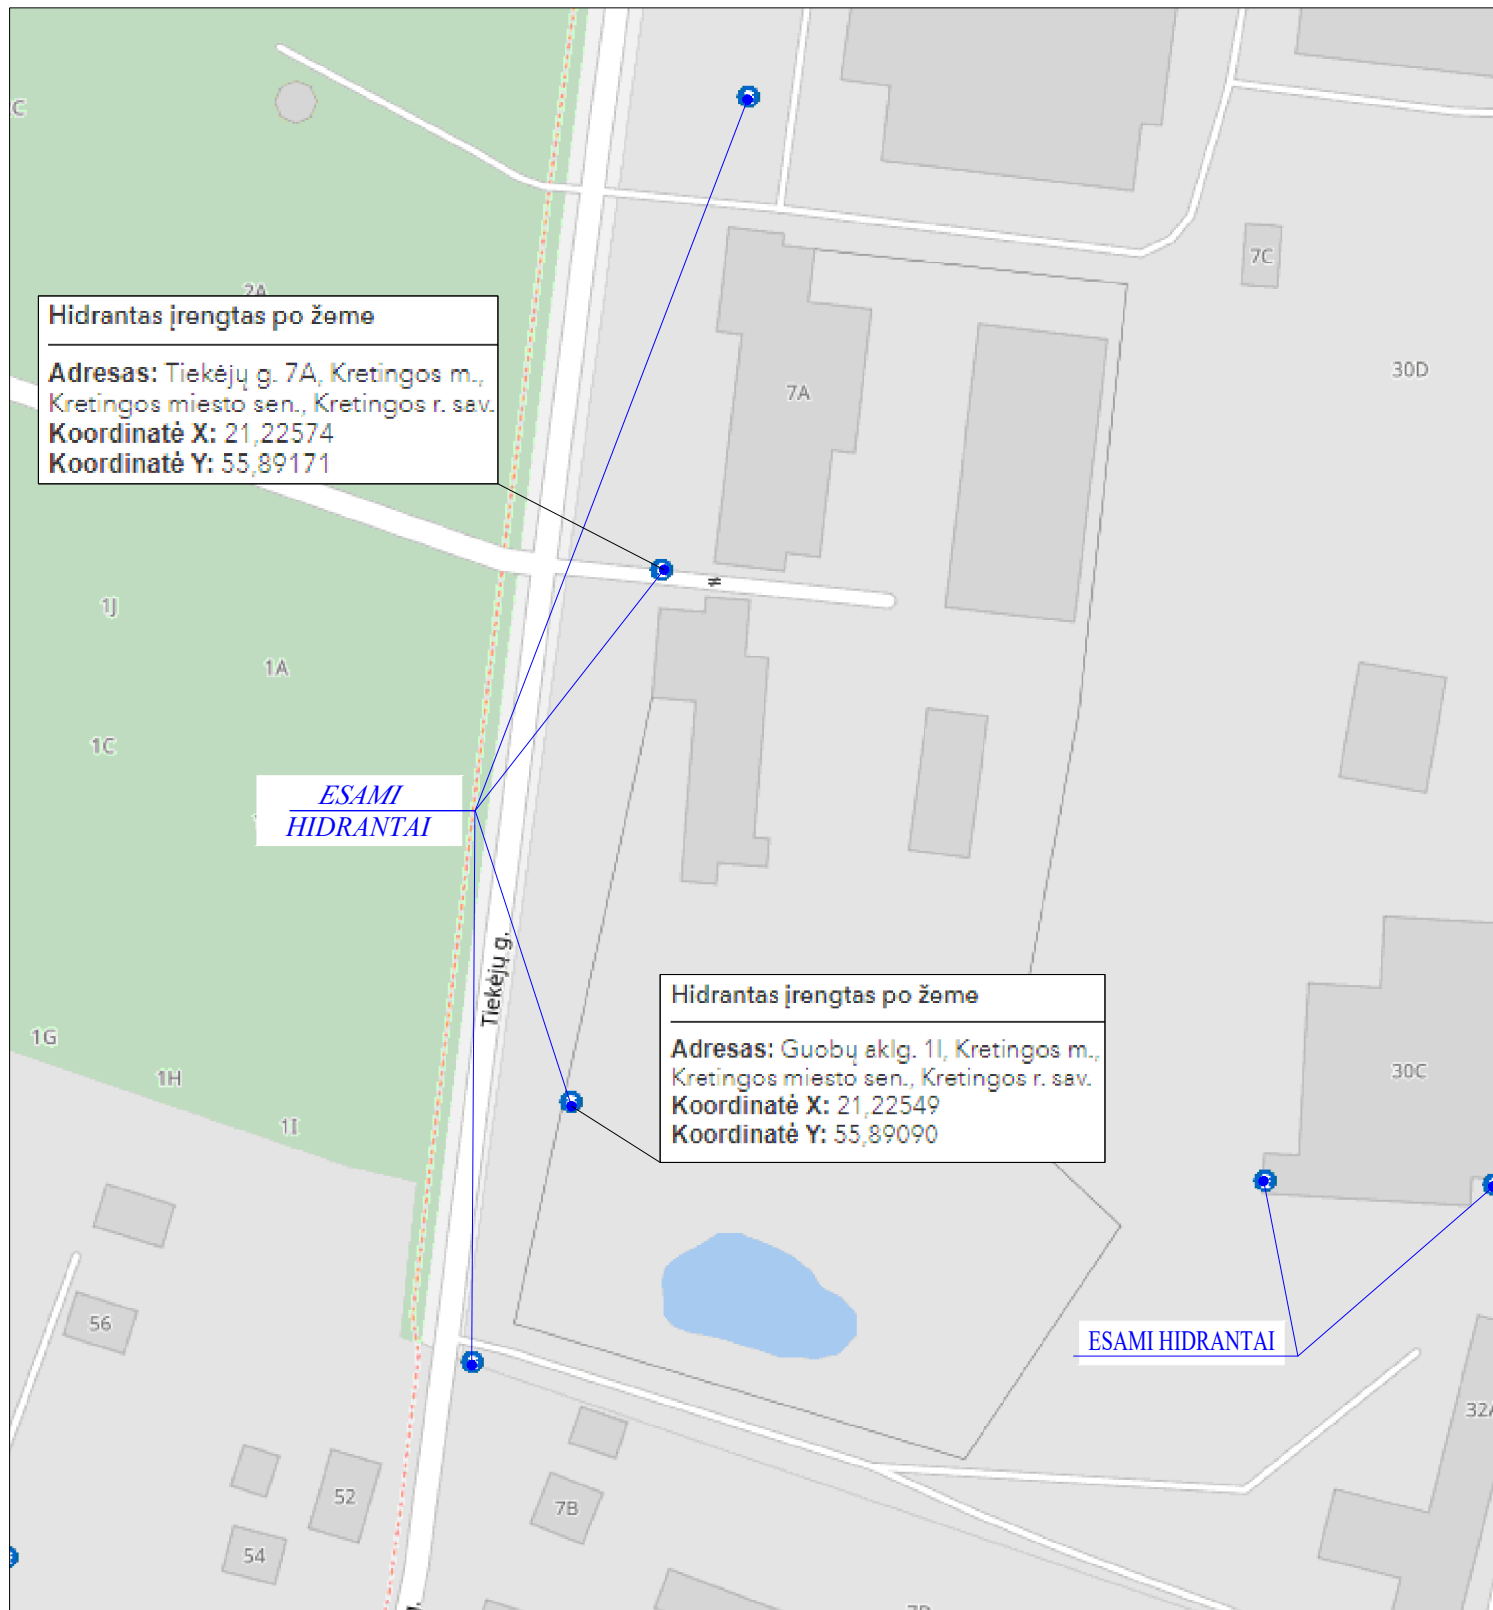 7C
2A
Hidrantas įrengtas po žeme
Adresas: Tiekėjų g. 7A, Kretingos m.,
Kretingos miesto sen., Kretingos r. sav.
Koordinatė X: 21,22574
Koordinatė Y: 55,89171
30D
7A
≠
1J
1A
1C
ESAMI
HIDRANTAI
Tiekėjų g.
Hidrantas įrengtas po žeme
Adresas: Guobų aklg. 1I, Kretingos m.,
Kretingos miesto sen., Kretingos r. sav.
Koordinatė X: 21,22549
Koordinatė Y: 55,89090
1G
1H
1I
30C
56
ESAMI HIDRANTAI
32A
52
7B
54